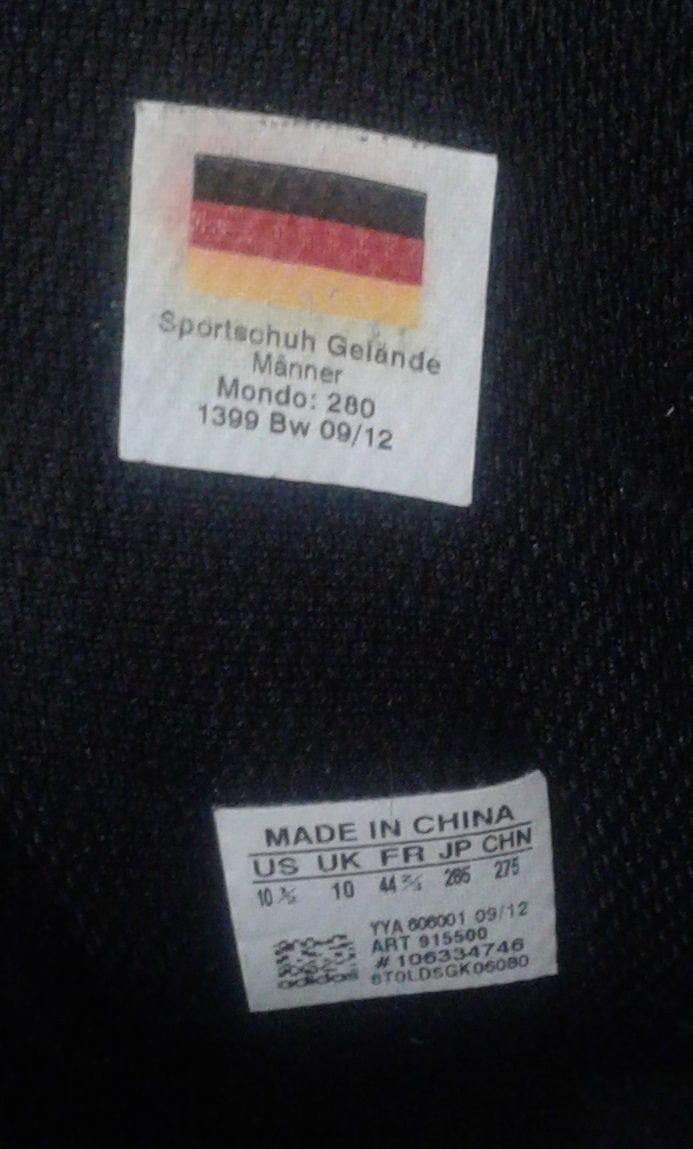 Sportschuh Gelände
Männer
Mondo: 280
1399 Bw 09/12
MADE IN CHINA
US UK FR JP CHN
10 ½ 10 44 ⅔ 285 275
YYA 606001 09/12
ART 915500
# 106334746
adidas 6T0LD5GK06080